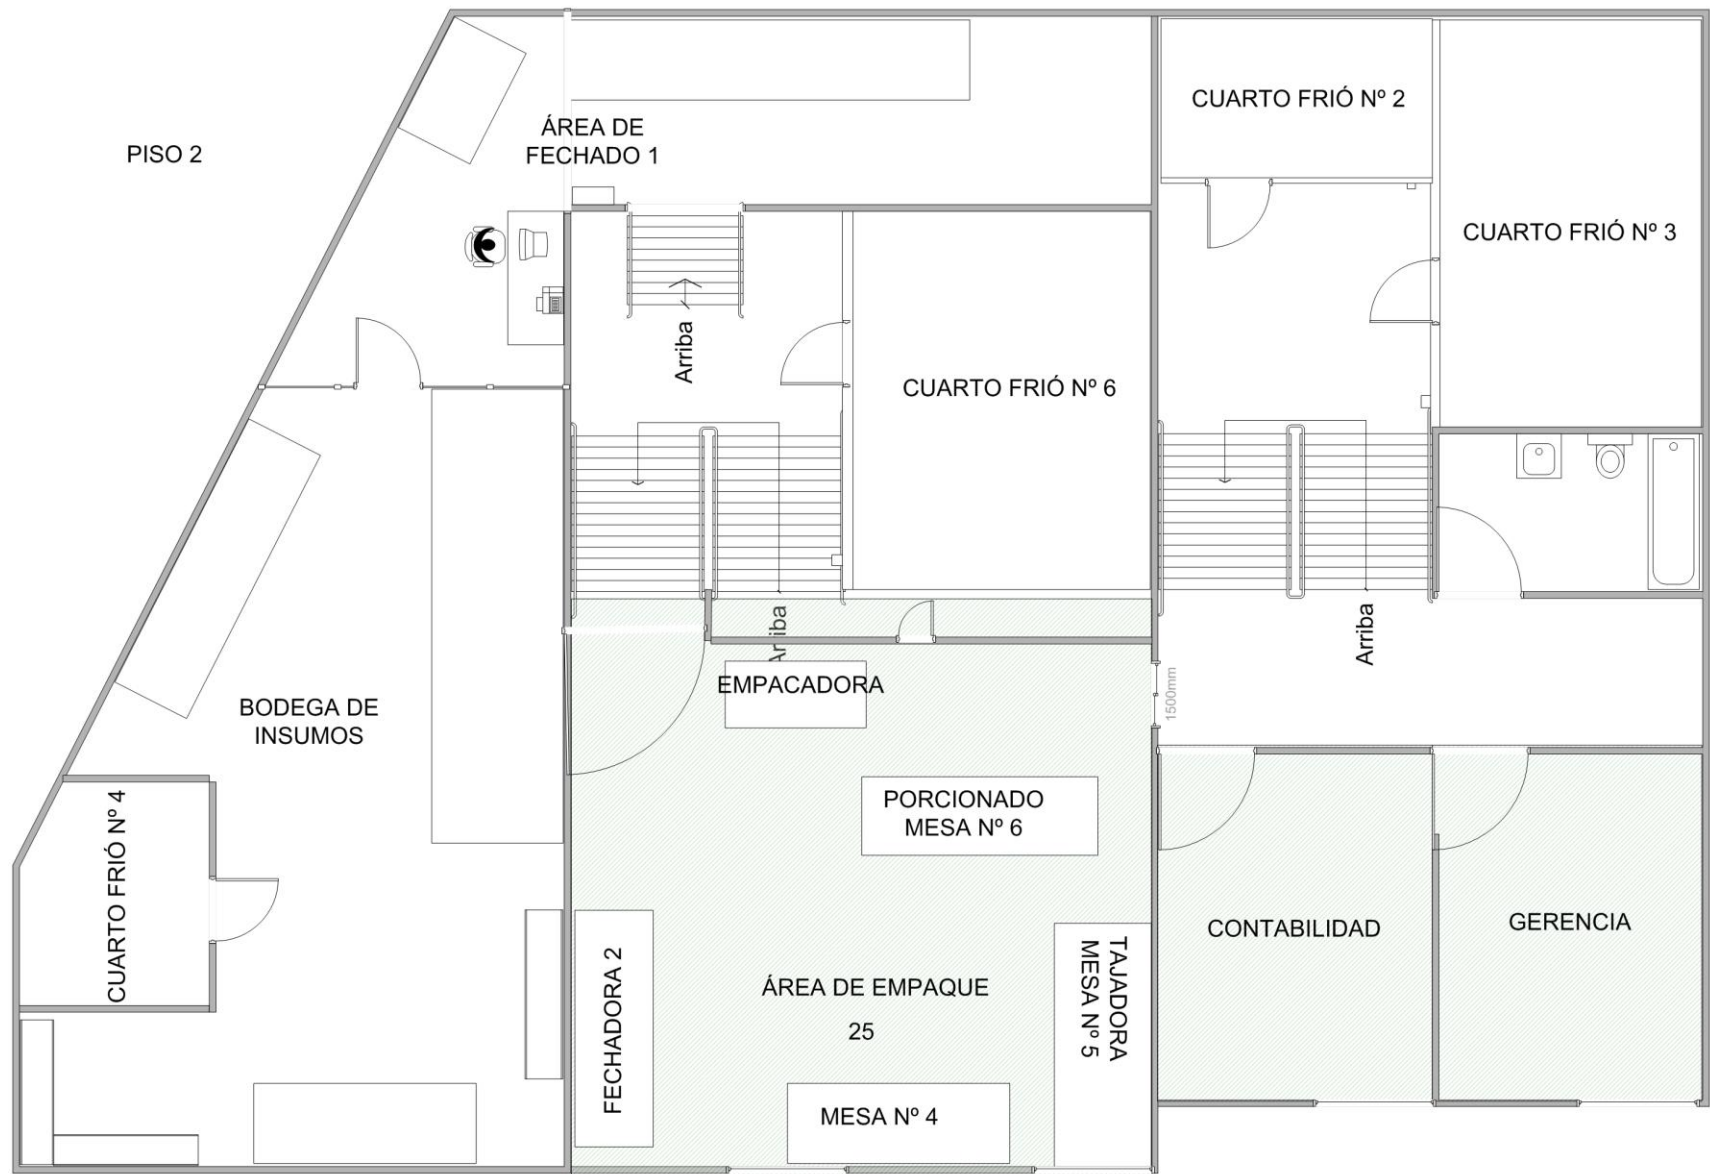 PISO 2
ÁREA DE
FECHADO 1
CUARTO FRIÓ Nº 2
CUARTO FRIÓ Nº 3
Arriba
CUARTO FRIÓ Nº 6
Arriba
Arriba
EMPACADORA
1500mm
BODEGA DE
INSUMOS
PORCIONADO
MESA Nº 6
CUARTO FRIÓ Nº 4
CONTABILIDAD
GERENCIA
FECHADORA 2
ÁREA DE EMPAQUE
25
TAJADORA
MESA Nº 5
MESA Nº 4